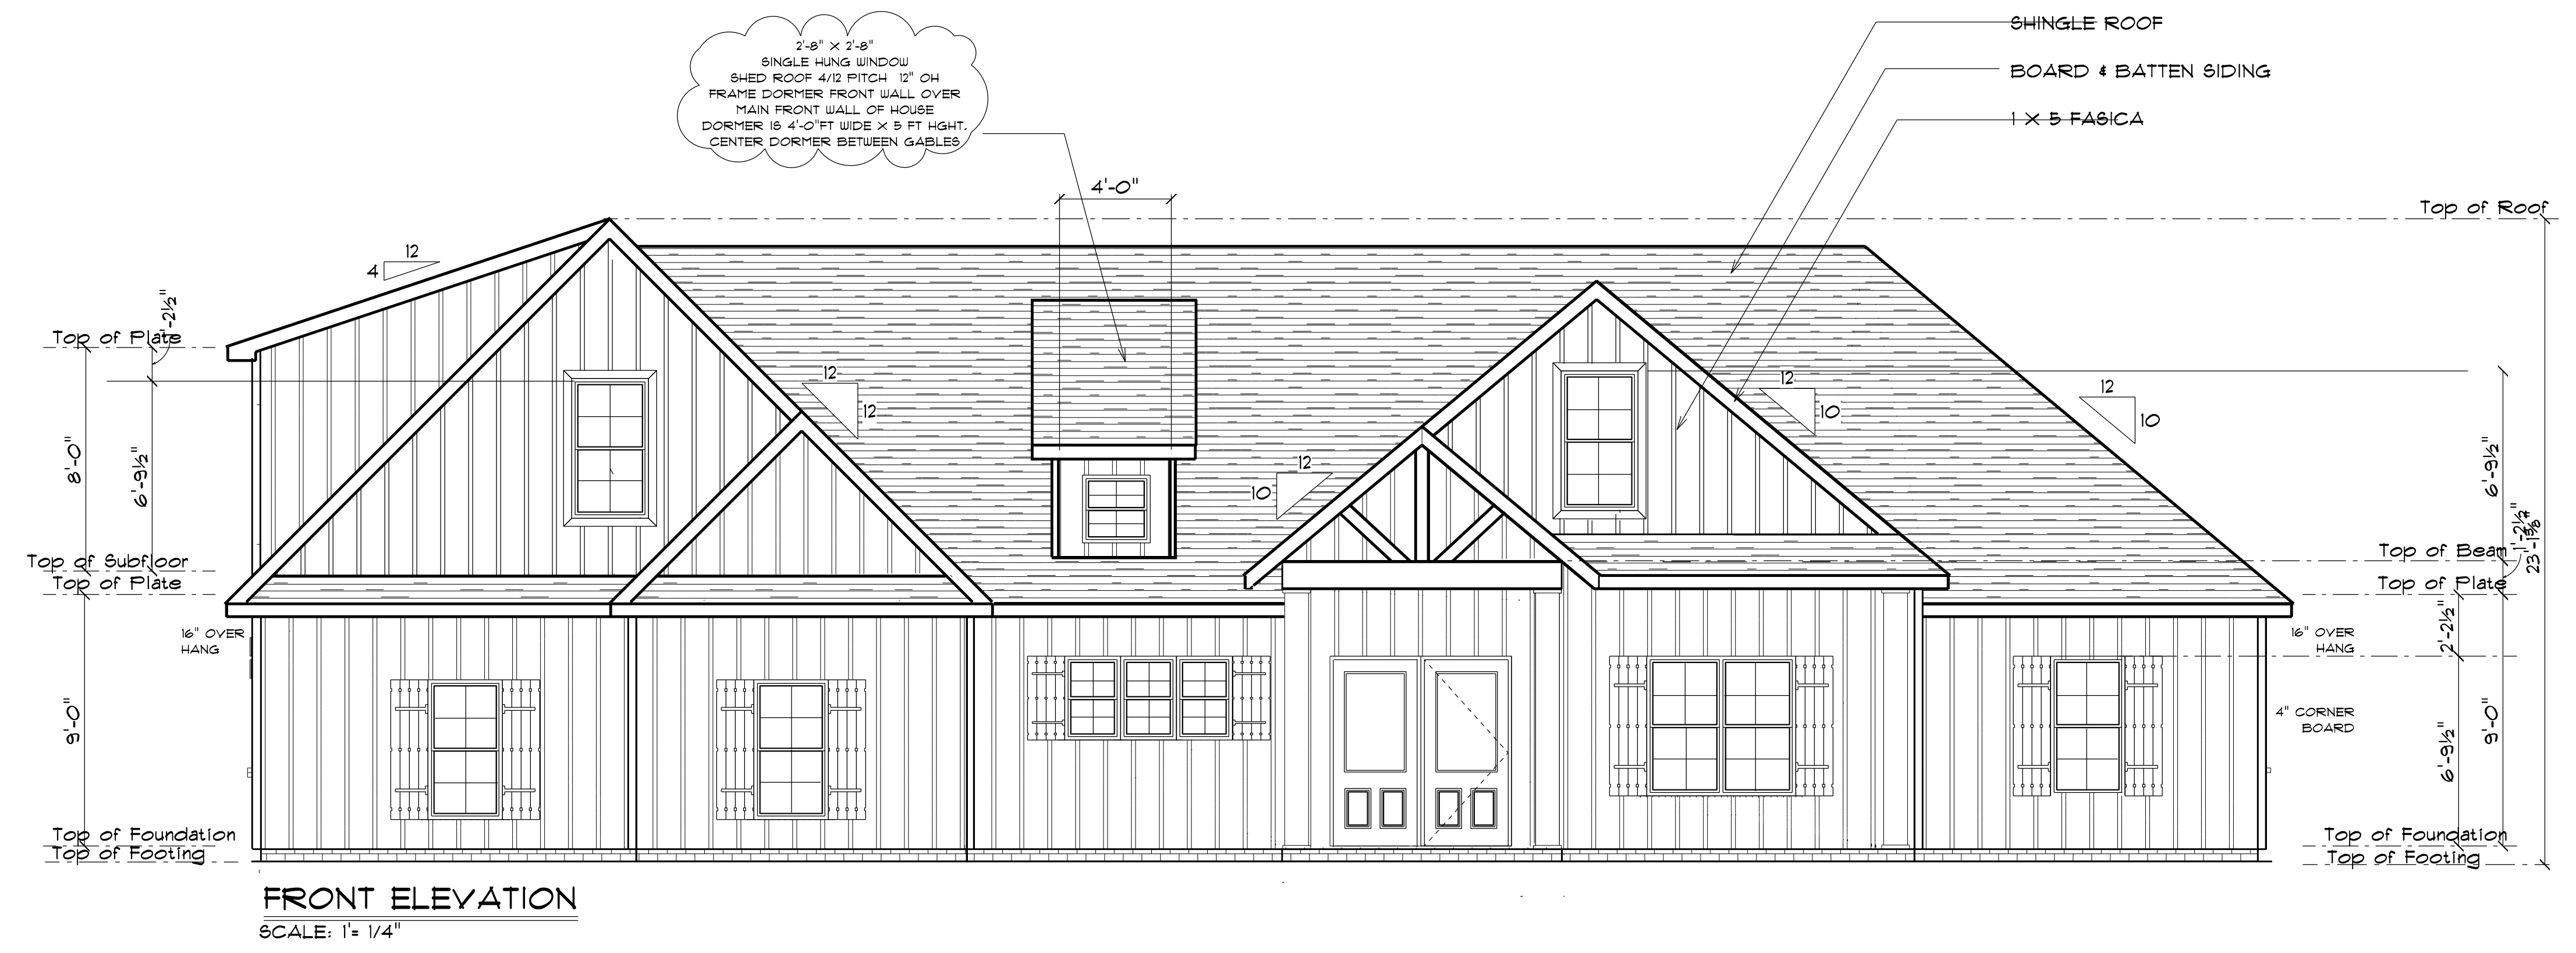 2'-8" X 2'-8"
SINGLE HUNG WINDOW
SHED ROOF 4/12 PITCH 12" OH
FRAME DORMER FRONT WALL OVER
MAIN FRONT WALL OF HOUSE
DORMER IS 4'-0"FT WIDE X 5 FT HGHT.
CENTER DORMER BETWEEN GABLES
SHINGLE ROOF
BOARD & BATTEN SIDING
1 X 5 FASICA
4'-0"
Top of Roof
12
4
Top of Plate
8'-0"
6'-9½"
Top of Subfloor
Top of Plate
16" OVER
HANG
9'-0"
Top of Foundation
Top of Footing
12
12
12
10
12
10
12
10
6'-9½"
1'-2½"
23'-1⅝"
Top of Beam
Top of Plate
2'-2½"
16" OVER
HANG
4" CORNER
BOARD
6'-9½"
9'-0"
Top of Foundation
Top of Footing
FRONT ELEVATION
SCALE: 1'= 1/4"